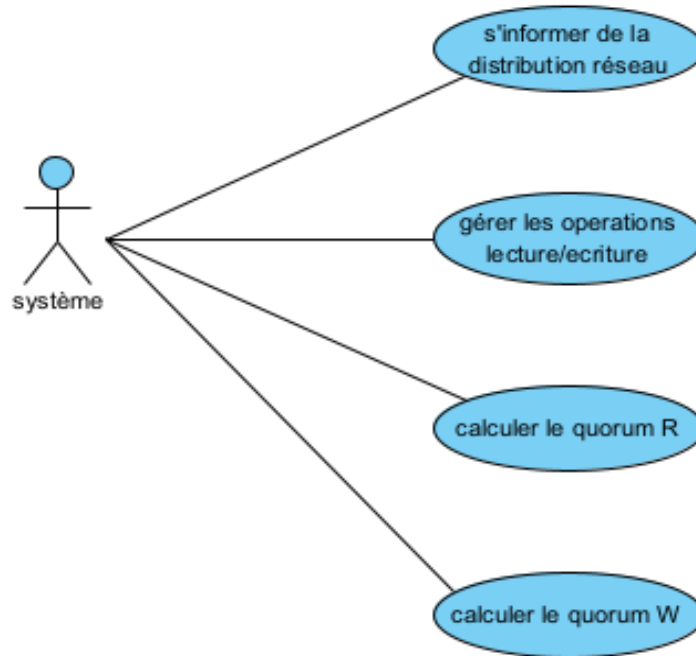 s'informer de la
distribution réseau
gérer les operations
lecture/ecriture
système
calculer le quorum R
calculer le quorum W